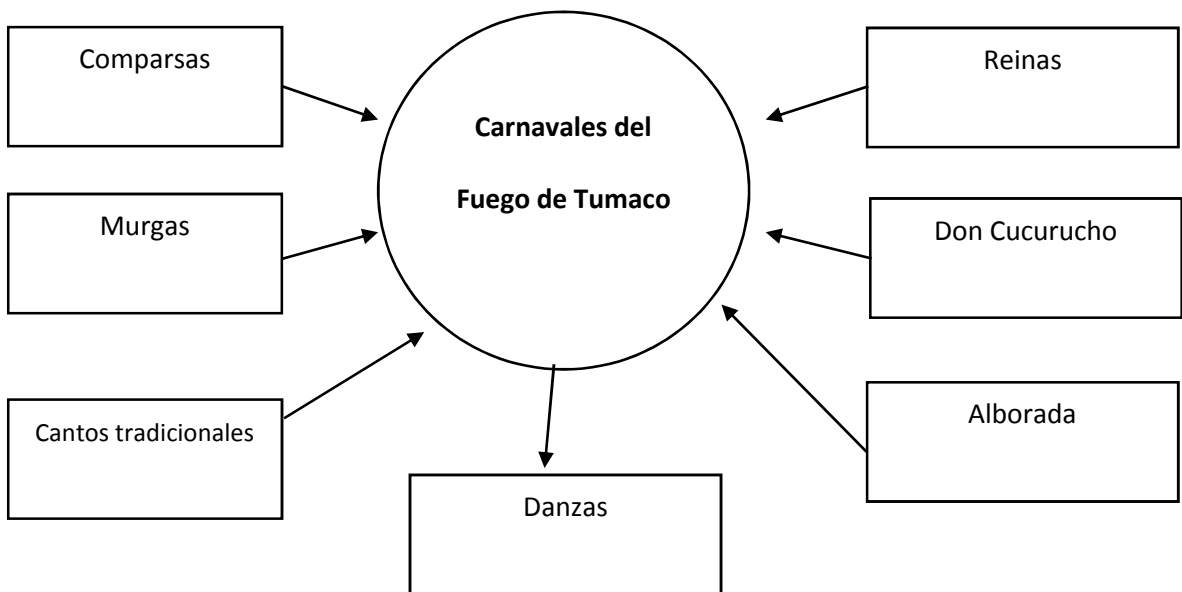 Comparsas
Reinas
Carnavales del
Fuego de Tumaco
Murgas
Don Cucurucho
Cantos tradicionales
Alborada
Danzas